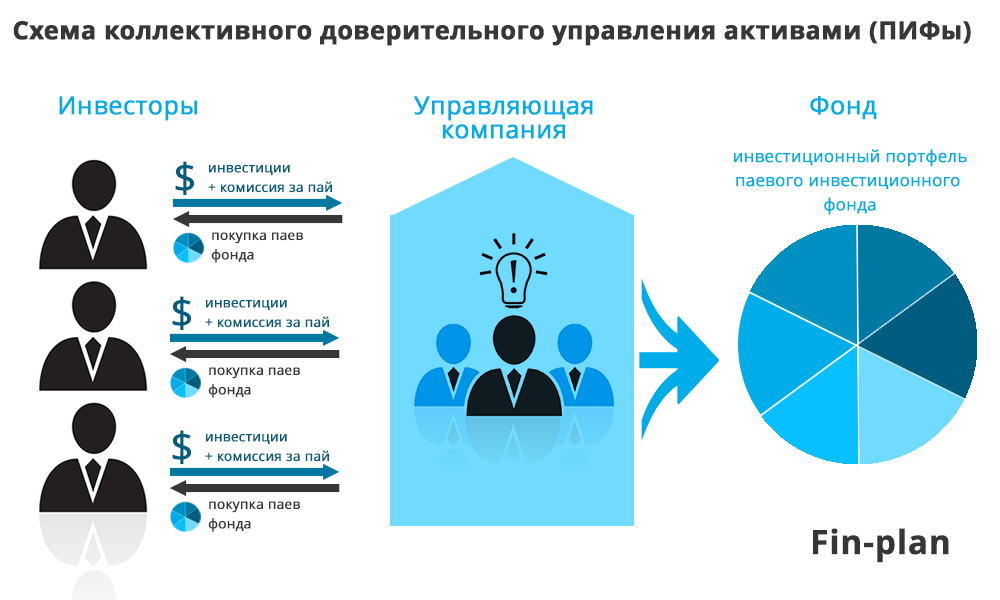 Схема коллективного доверительного управления активами (ПИФы)
Инвесторы
Управляющая
компания
Фонд
инвестиционный портфель
паевого инвестиционного
фонда
$
инвестиции
+ комиссия за пай
покупка паев
фонда
$
инвестиции
+ комиссия за пай
покупка паев
фонда
$
инвестиции
+ комиссия за пай
покупка паев
фонда
!
Fin-plan